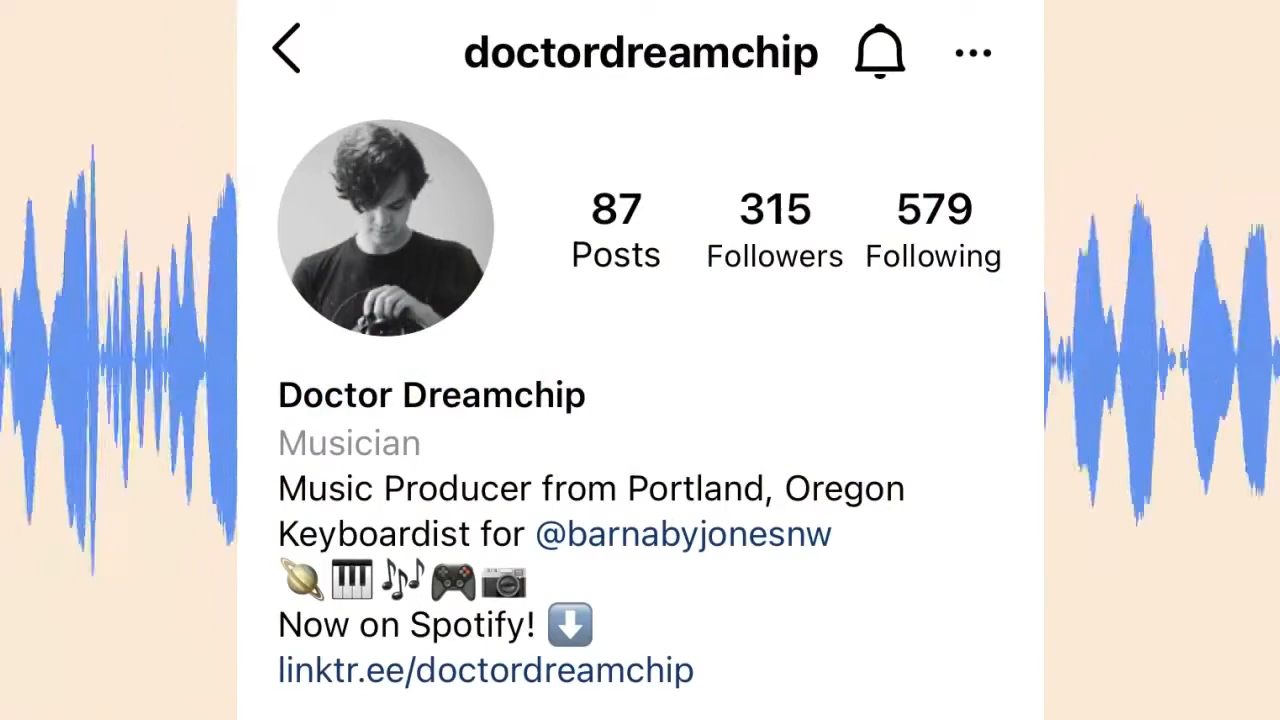 doctordreamchip
87 315 579
Posts Followers Following
Doctor Dreamchip
Musician
Music Producer from Portland, Oregon
Keyboardist for @barnabyjonesnw
🪐🎹🎶🎮📷
Now on Spotify! ⬇️
linktr.ee/doctordreamchip